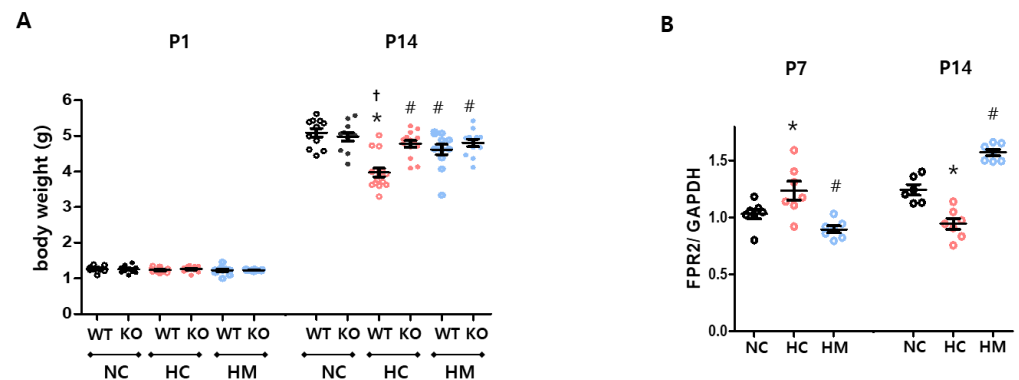 A
P1
P14
body weight (g)
6
5
4
3
2
1
0
†
*
#
#
#
WT KO WT KO WT KO WT KO WT KO WT KO
NC HC HM NC HC HM
B
P7
P14
FPR2/ GAPDH
1.5
1.0
0.5
0.0
*
#
*
#
NC HC HM NC HC HM